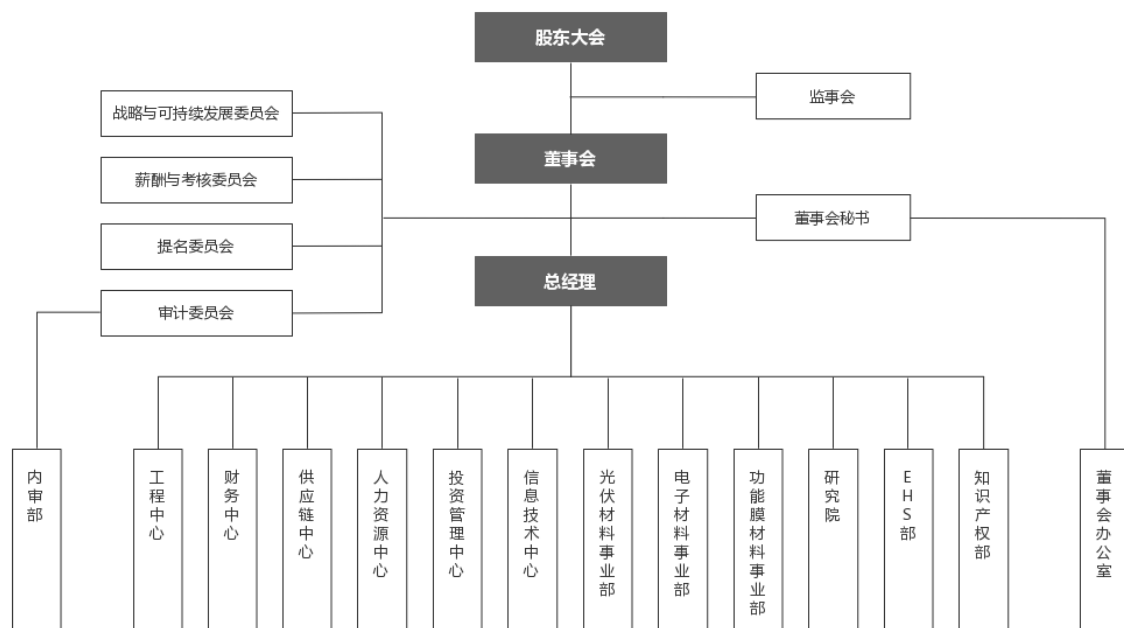 股东大会
监事会
战略与可持续发展委员会
董事会
薪酬与考核委员会
董事会秘书
提名委员会
总经理
审计委员会
内审部
工程中心
财务中心
供应链中心
人力资源中心
投资管理中心
信息技术中心
光伏材料事业部
电子材料事业部
功能膜材料事业部
研究院
EHS部
知识产权部
董事会办公室